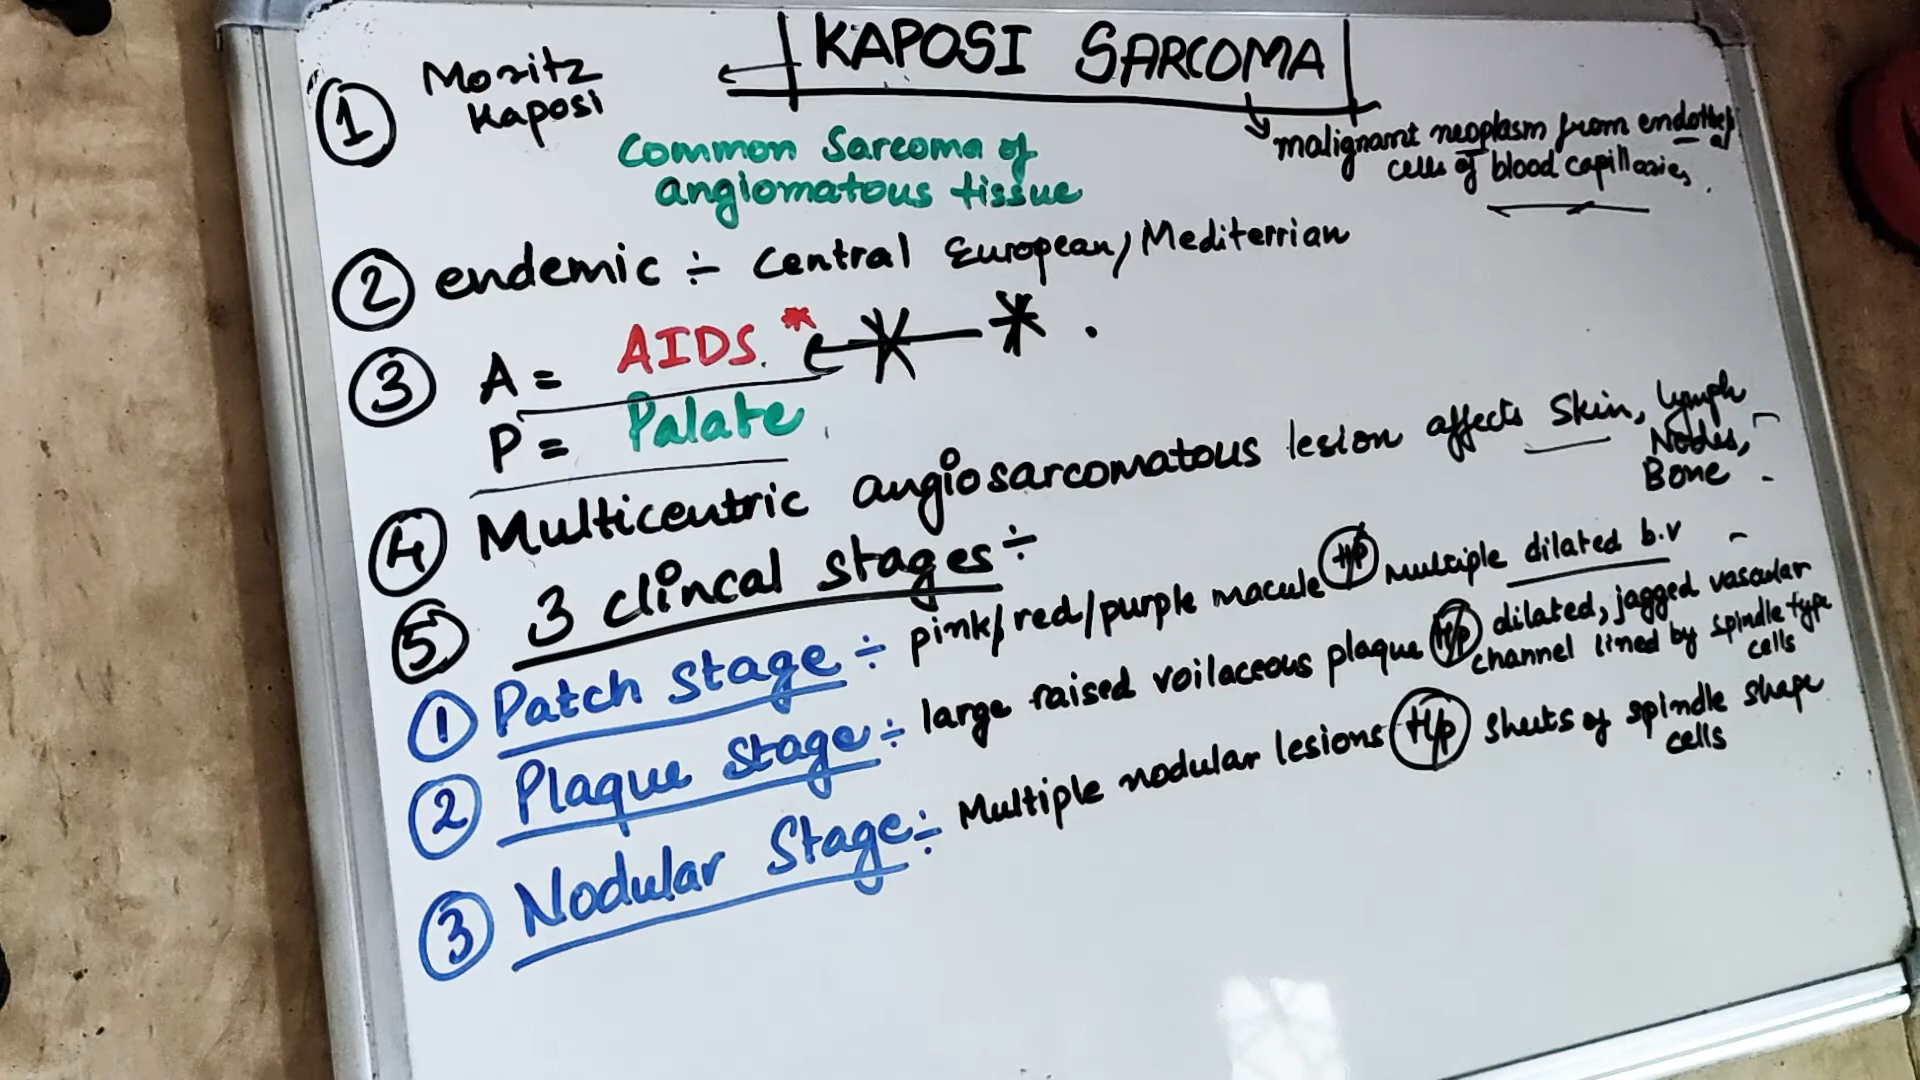 KAPOSI SARCOMA
① Moritz
Kaposi
malignant neoplasm from endothelial
cells of blood capillaries.
Common Sarcoma of
angiomatous tissue
② endemic ÷ Central European/Mediterrian
③ A = AIDS. *
P = Palate
④ Multicentric angiosarcomatous lesion affects Skin, lymph
Nodes,
Bone
⑤ 3 clincal stages ÷
① Patch stage ÷ pink/red/purple macule H/p multiple dilated b.v
② Plaque stage ÷ large raised voilaceous plaque H/p dilated, jagged vascular
channel lined by spindle type
cells
③ Nodular Stage ÷ Multiple nodular lesions H/p sheets of spindle shape
cells